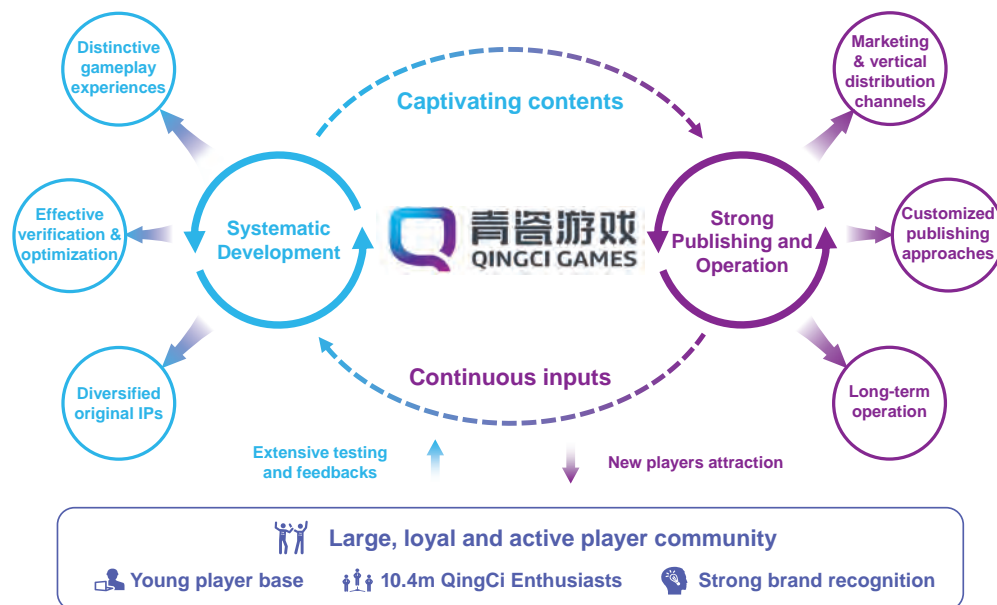 Distinctive
gameplay
experiences
Effective
verification &
optimization
Diversified
original IPs
Systematic
Development
Captivating contents
青瓷游戏
QINGCI GAMES
Continuous inputs
Strong
Publishing and
Operation
Marketing
& vertical
distribution
channels
Customized
publishing
approaches
Long-term
operation
Extensive testing
and feedbacks
New players attraction
Large, loyal and active player community
Young player base
10.4m QingCi Enthusiasts
Strong brand recognition